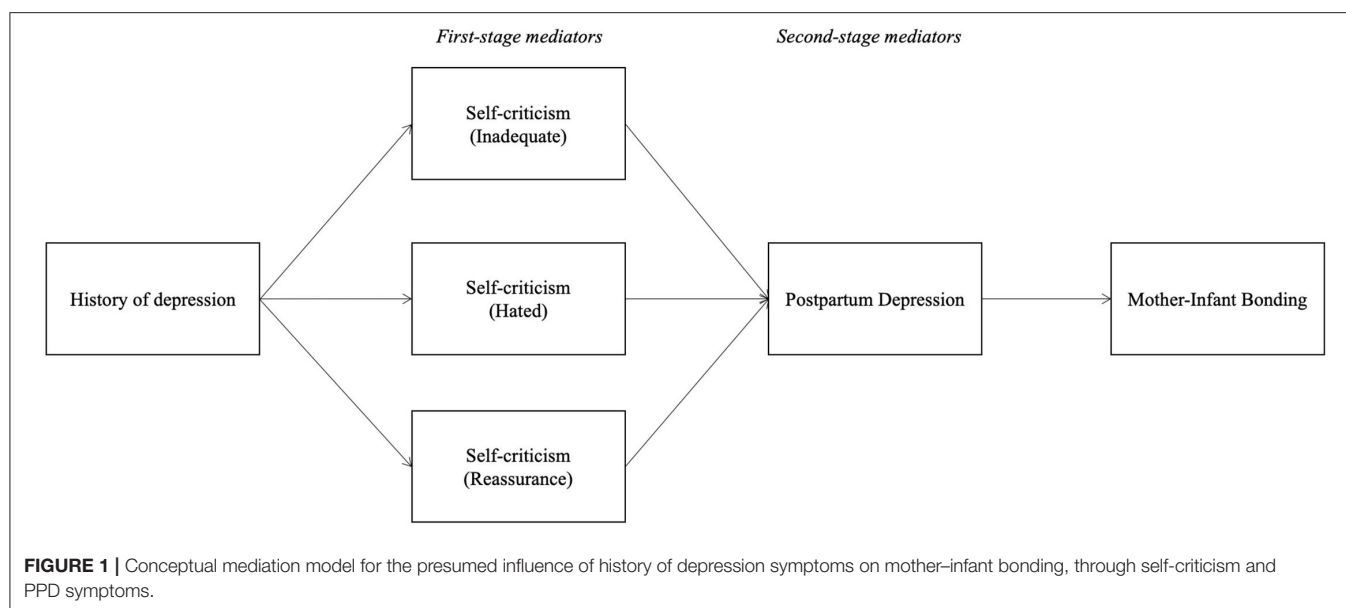 First-stage mediators
Second-stage mediators
Self-criticism
(Inadequate)
History of depression
Self-criticism
(Hated)
Postpartum Depression
Mother-Infant Bonding
Self-criticism
(Reassurance)
FIGURE 1 | Conceptual mediation model for the presumed influence of history of depression symptoms on mother–infant bonding, through self-criticism and
PPD symptoms.